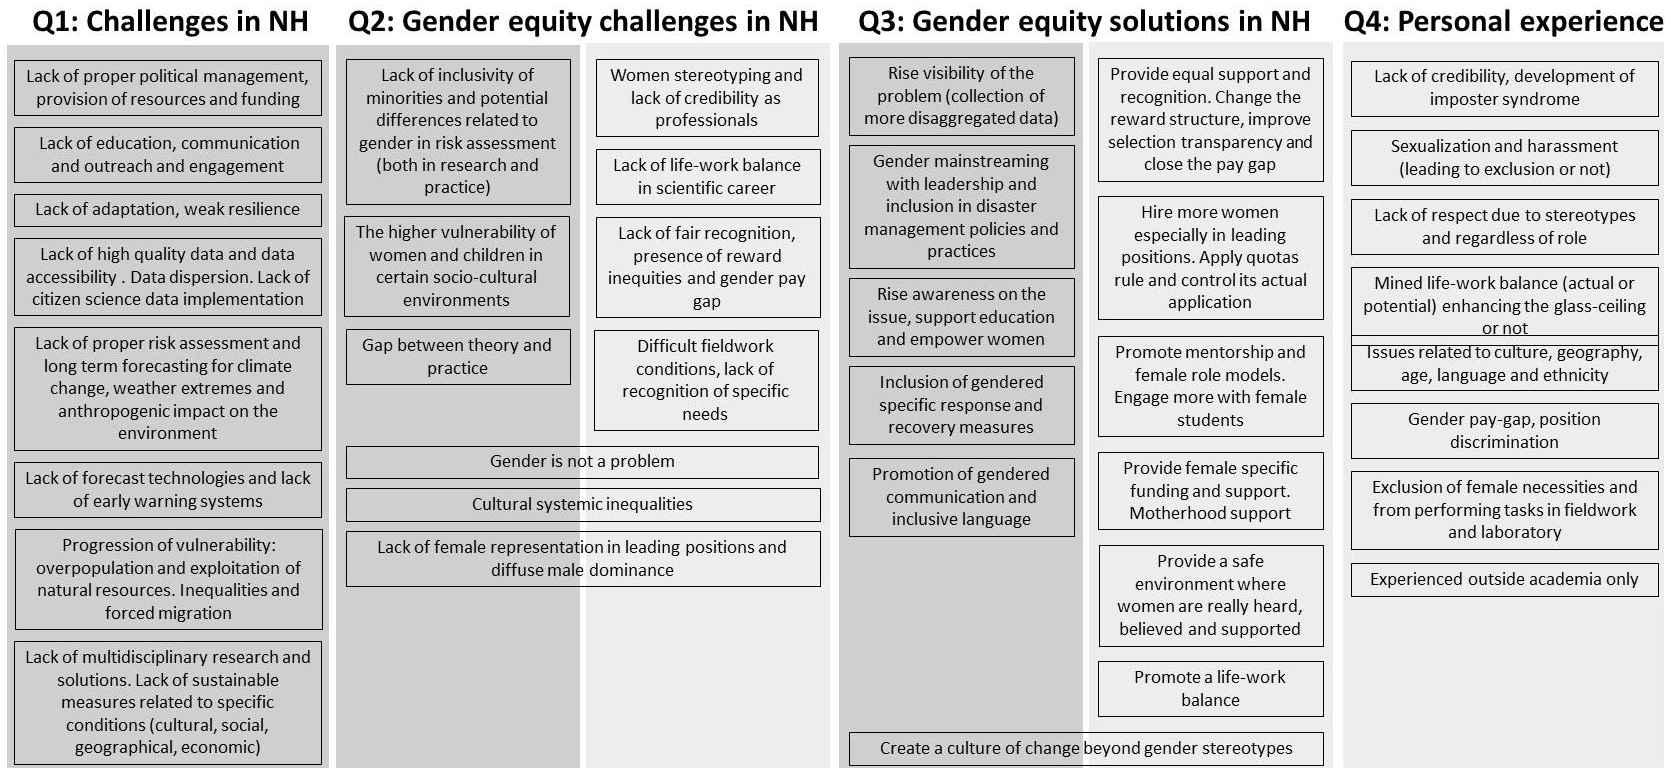 Q1: Challenges in NH
Lack of proper political management,
provision of resources and funding
Lack of education, communication
and outreach and engagement
Lack of adaptation, weak resilience
Lack of high quality data and data
accessibility . Data dispersion. Lack of
citizen science data implementation
Lack of proper risk assessment and
long term forecasting for climate
change, weather extremes and
anthropogenic impact on the
environment
Lack of forecast technologies and lack
of early warning systems
Progression of vulnerability:
overpopulation and exploitation of
natural resources. Inequalities and
forced migration
Lack of multidisciplinary research and
solutions. Lack of sustainable
measures related to specific
conditions (cultural, social,
geographical, economic)
Q2: Gender equity challenges in NH
Lack of inclusivity of
minorities and potential
differences related to
gender in risk assessment
(both in research and
practice)
The higher vulnerability of
women and children in
certain socio-cultural
environments
Gap between theory and
practice
Women stereotyping and
lack of credibility as
professionals
Lack of life-work balance
in scientific career
Lack of fair recognition,
presence of reward
inequities and gender pay
gap
Difficult fieldwork
conditions, lack of
recognition of specific
needs
Gender is not a problem
Cultural systemic inequalities
Lack of female representation in leading positions and
diffuse male dominance
Q3: Gender equity solutions in NH
Rise visibility of the
problem (collection of
more disaggregated data)
Gender mainstreaming
with leadership and
inclusion in disaster
management policies and
practices
Rise awareness on the
issue, support education
and empower women
Inclusion of gendered
specific response and
recovery measures
Promotion of gendered
communication and
inclusive language
Provide equal support and
recognition. Change the
reward structure, improve
selection transparency and
close the pay gap
Hire more women
especially in leading
positions. Apply quotas
rule and control its actual
application
Promote mentorship and
female role models.
Engage more with female
students
Provide female specific
funding and support.
Motherhood support
Provide a safe
environment where
women are really heard,
believed and supported
Promote a life-work
balance
Create a culture of change beyond gender stereotypes
Q4: Personal experience
Lack of credibility, development of
imposter syndrome
Sexualization and harassment
(leading to exclusion or not)
Lack of respect due to stereotypes
and regardless of role
Mined life-work balance (actual or
potential) enhancing the glass-ceiling
or not
Issues related to culture, geography,
age, language and ethnicity
Gender pay-gap, position
discrimination
Exclusion of female necessities and
from performing tasks in fieldwork
and laboratory
Experienced outside academia only